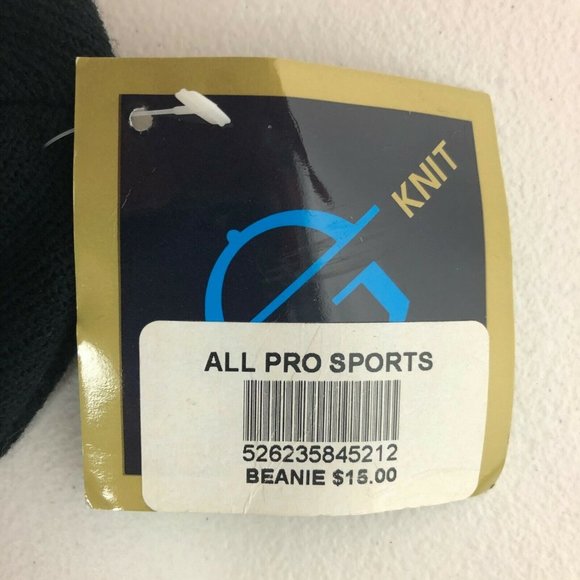 KNIT
ALL PRO SPORTS
526235845212
BEANIE $15.00